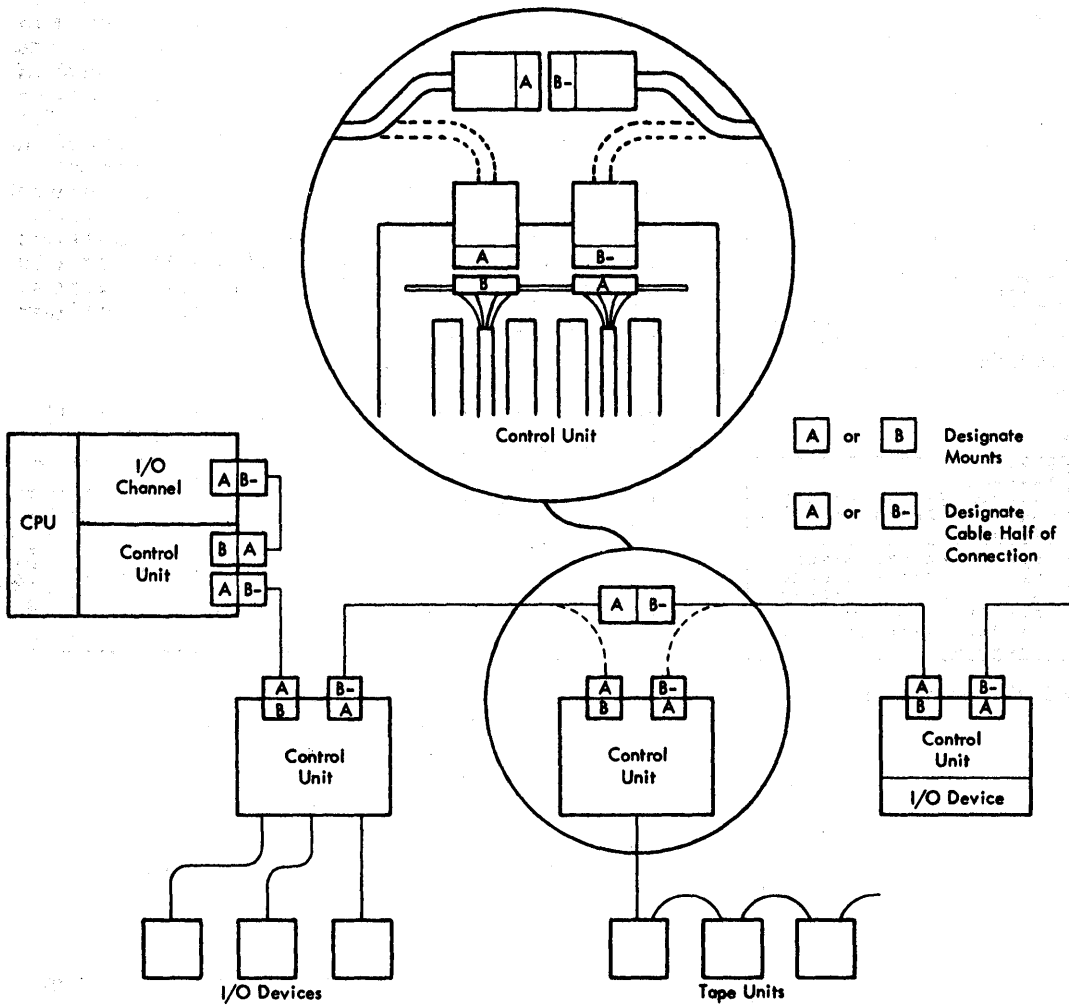 A B-
A B-
B A
Control Unit
A or B Designate
Mounts
A or B- Designate
Cable Half of
Connection
CPU
I/O
Channel
A B-
Control
Unit
B A
A B-
A B-
A B-
B A
Control
Unit
A B-
B A
Control
Unit
A B-
B A
Control
Unit
I/O Device
I/O Devices
Tape Units